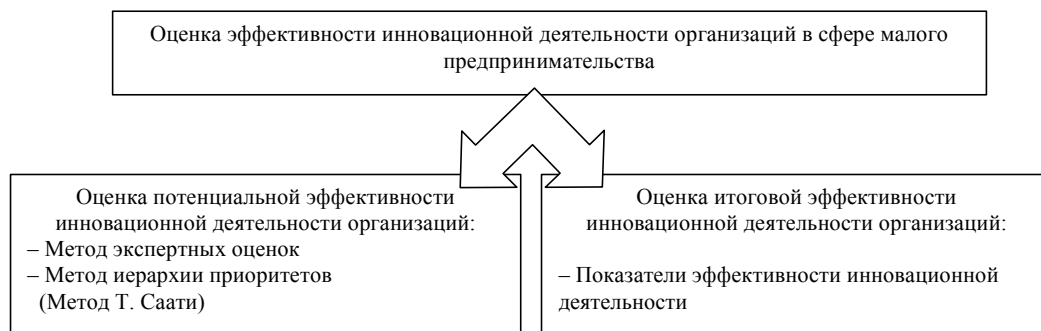 Оценка эффективности инновационной деятельности организаций в сфере малого
предпринимательства
Оценка потенциальной эффективности
инновационной деятельности организаций:
– Метод экспертных оценок
– Метод иерархии приоритетов
(Метод Т. Саати)
Оценка итоговой эффективности
инновационной деятельности организаций:
– Показатели эффективности инновационной
деятельности